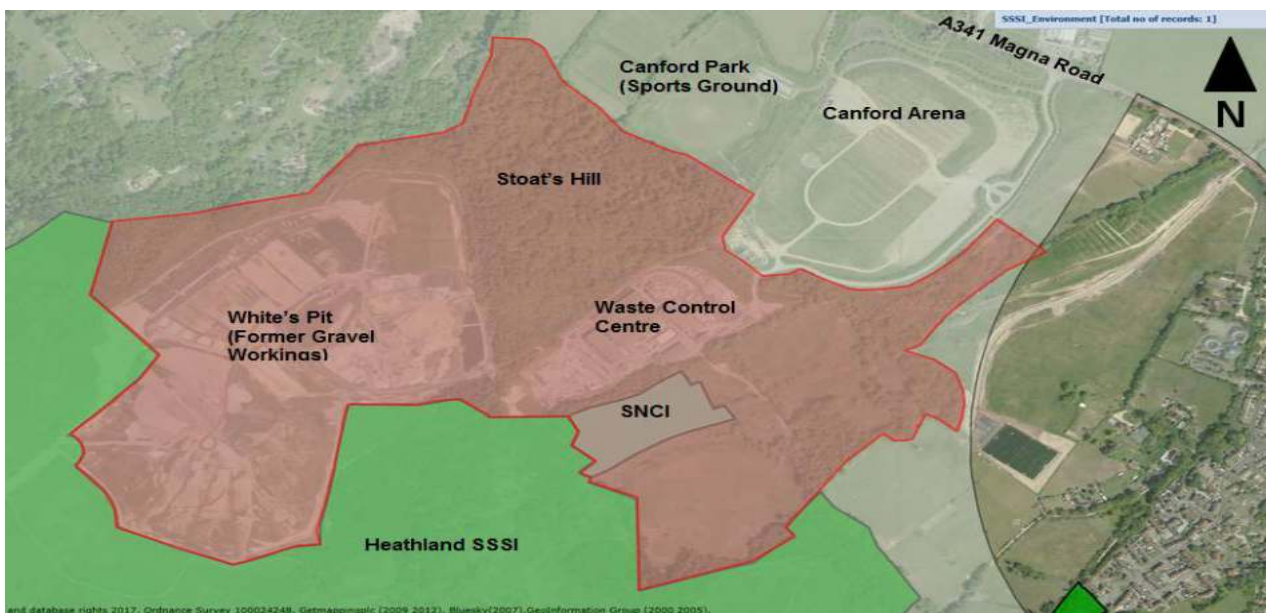 SSSI_Environment [Total no of records: 1]
A341 Magna Road
N
Canford Park
(Sports Ground)
Canford Arena
Stoat's Hill
White's Pit
(Former Gravel
Workings)
Waste Control
Centre
SNCI
Heathland SSSI
and database rights 2017. Ordnance Survey 100024248. Getmappingplc (2009 2012). Bluesky(2007).GeoInformation Group (2000 2005).